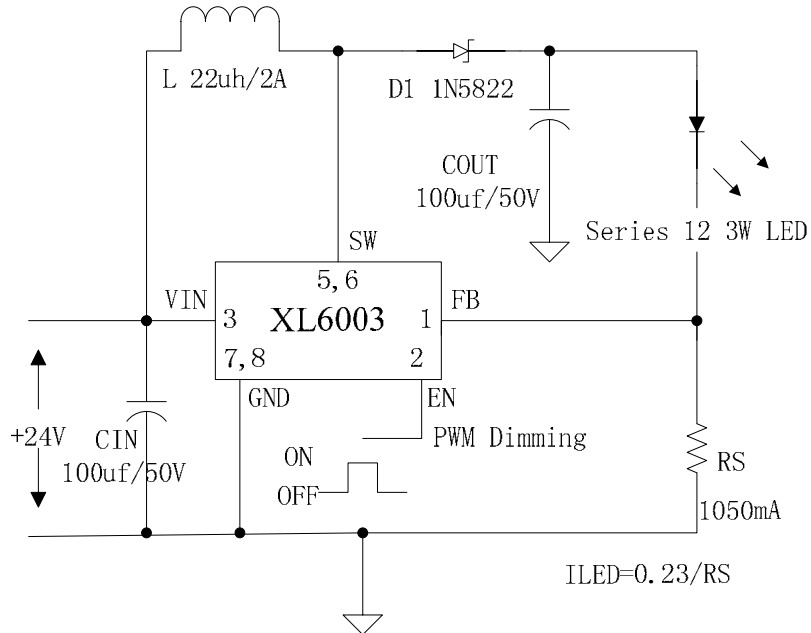 L 22uh/2A
D1 1N5822
COUT
100uf/50V
Series 12 3W LED
SW
5,6
VIN
3
XL6003
1
FB
7,8
2
GND
EN
+24V
CIN
100uf/50V
PWM Dimming
ON
OFF
RS
1050mA
ILED=0.23/RS